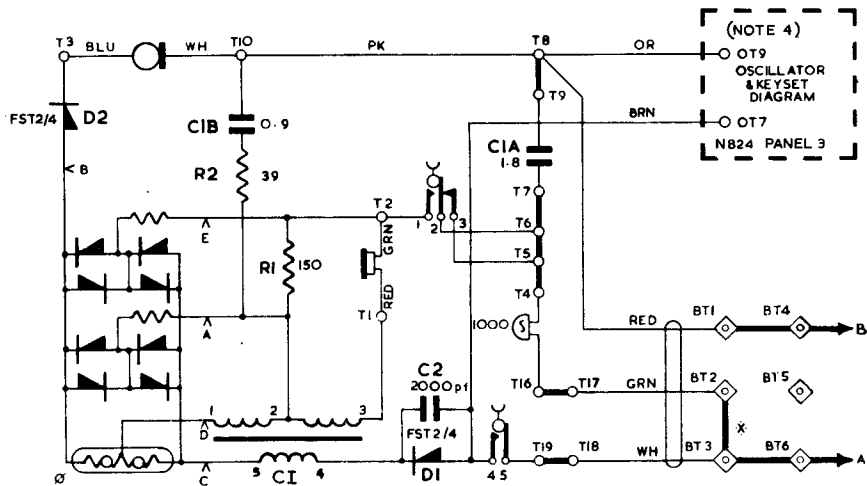 T3 BLU WH T10 PK T8 OR
(NOTE 4)
OT9
OSCILLATOR
& KEYSET
DIAGRAM
BRN OT7
N824 PANEL 3
FST2/4 D2
B
C1B 0.9
R2 39
T9
C1A
1.8
T7
T2 1 2 3 T6
E
GRN
R1 150
T5
T4
RED
T1
A
1000 S
RED BT1 BT4 B
C2
2000pf
T16 T17 GRN BT2 BT5
1 2 3
D
FST2/4
X
Ø C 5 C1 4 D1 4 5 T19 T18 WH BT3 BT6 A